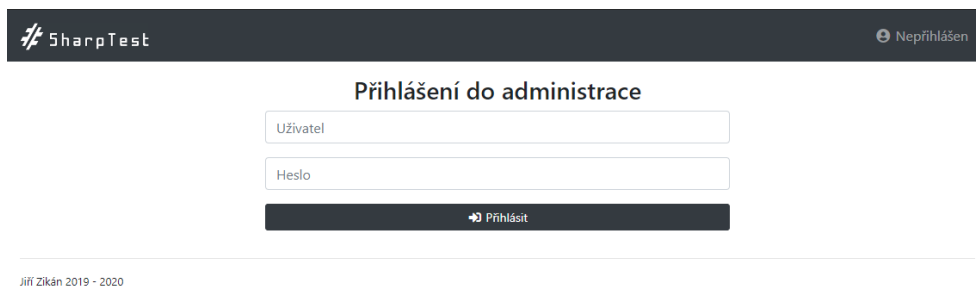 SharpTest
Nepřihlášen
Přihlášení do administrace
Uživatel
Heslo
Přihlásit
Jiří Zikán 2019 - 2020